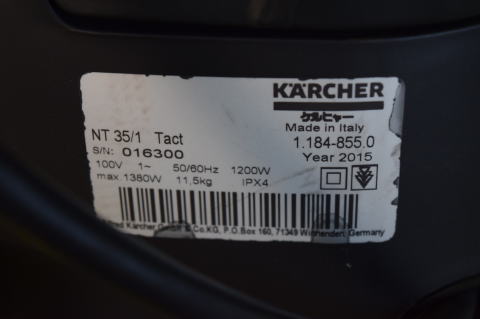 KÄRCHER
ケルヒャー
Made in Italy
NT 35/1 Tact
1.184-855.0
S/N: 016300
Year 2015
100V 1~ 50/60Hz 1200W
max.1380W 11,5kg IPX4
Kärcher GmbH & Co.KG, P.O.Box 160, 71349 Winnenden, Germany